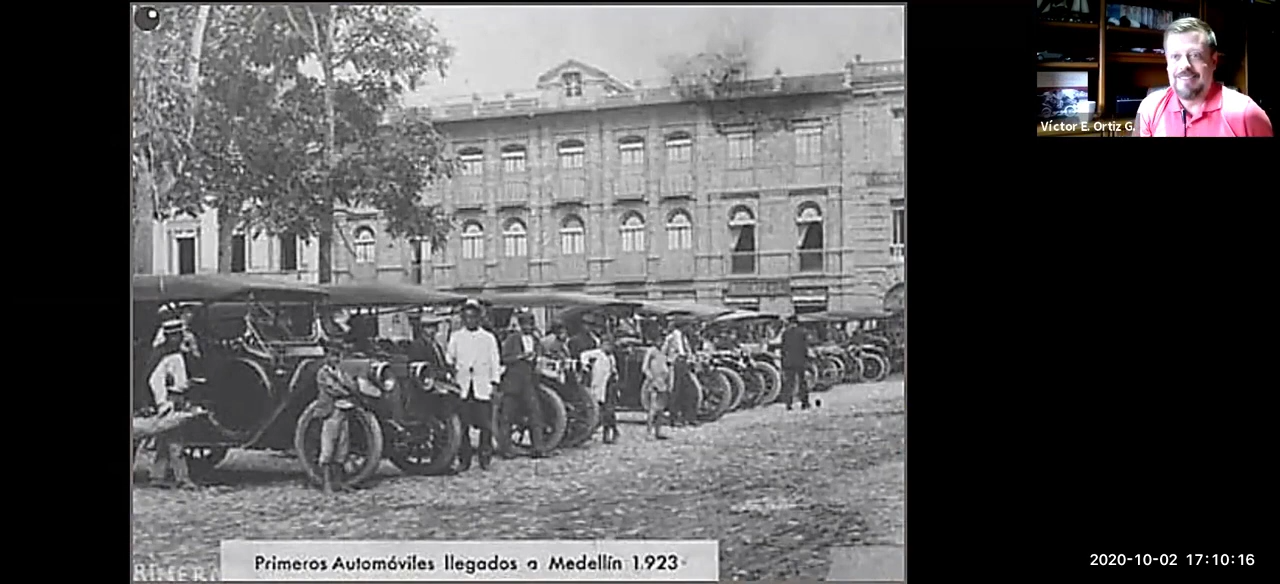 Víctor E. Ortiz G.
Primeros Automóviles llegados a Medellín 1.923
2020-10-02 17:10:16